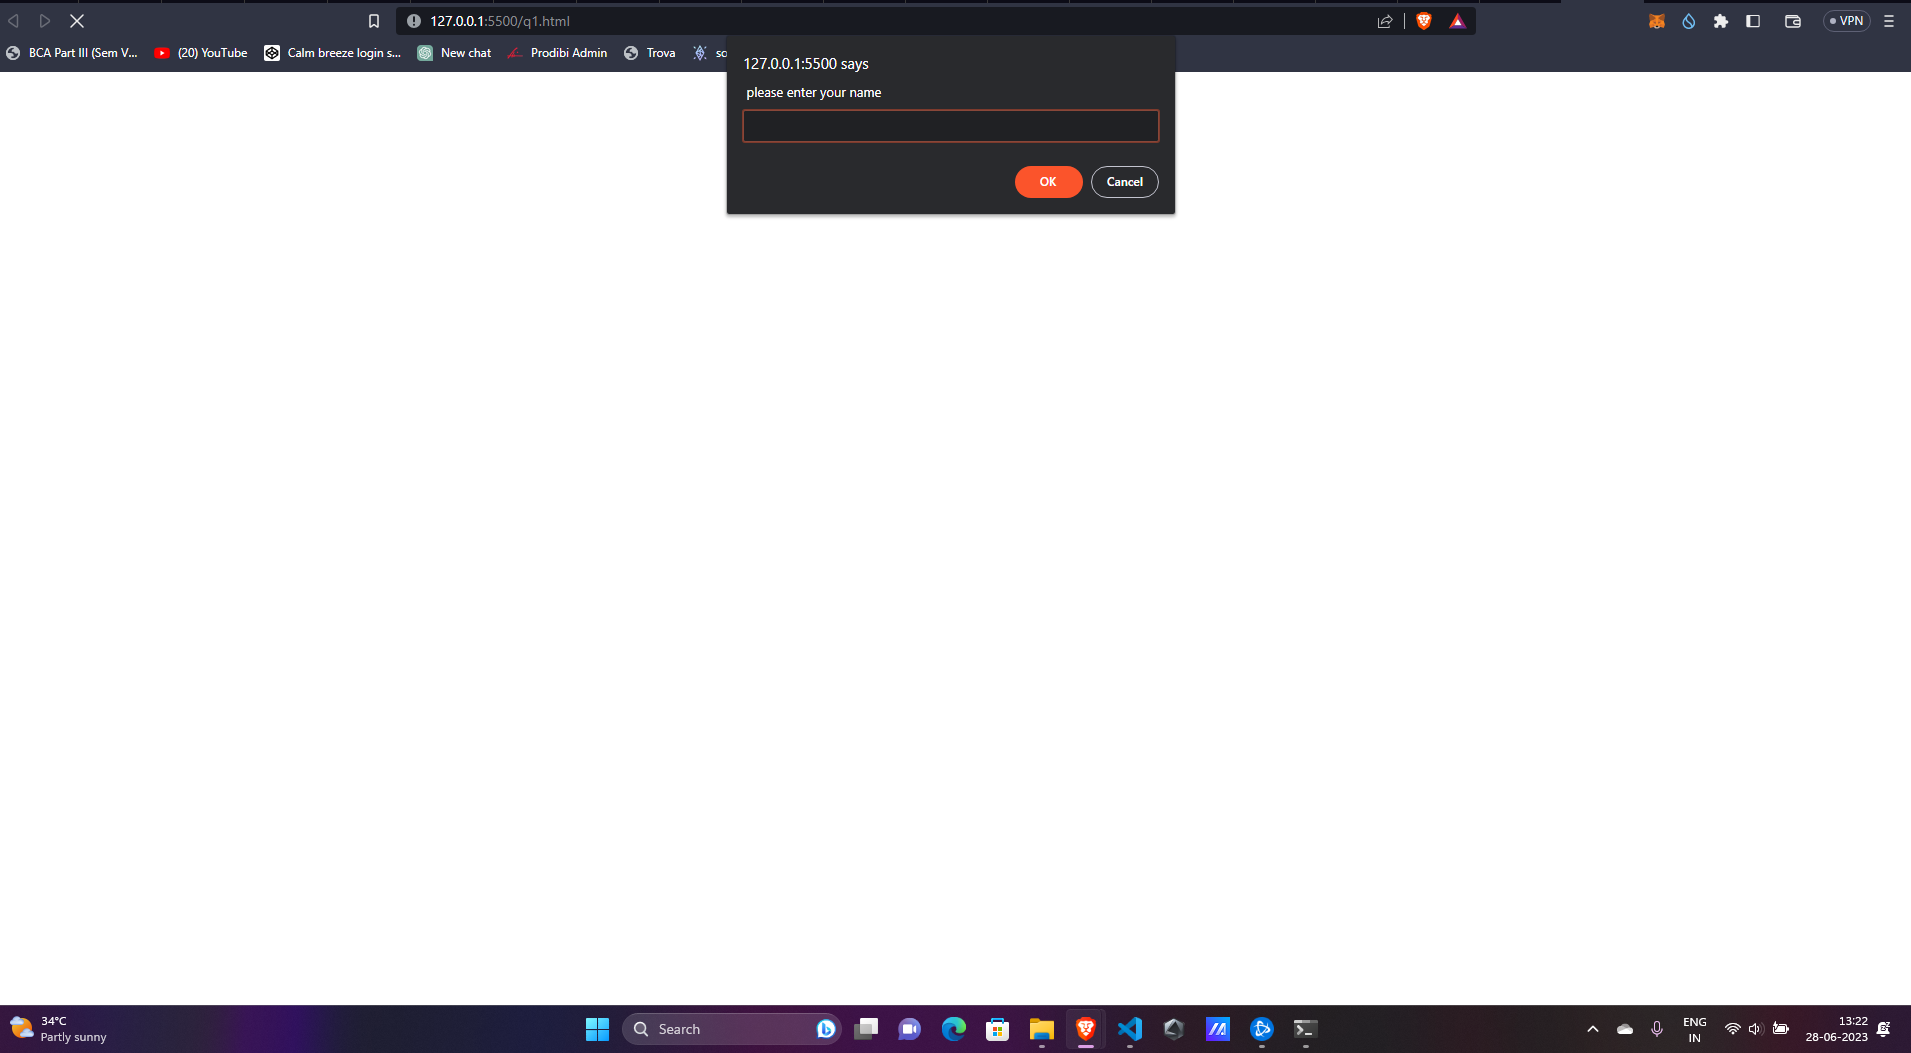 127.0.0.1:5500/q1.html
VPN
BCA Part III (Sem V...
(20) YouTube
Calm breeze login s...
New chat
Prodibi Admin
Trova
so
127.0.0.1:5500 says
please enter your name
OK
Cancel
34°C
Partly sunny
Search
ENG
IN
13:22
28-06-2023